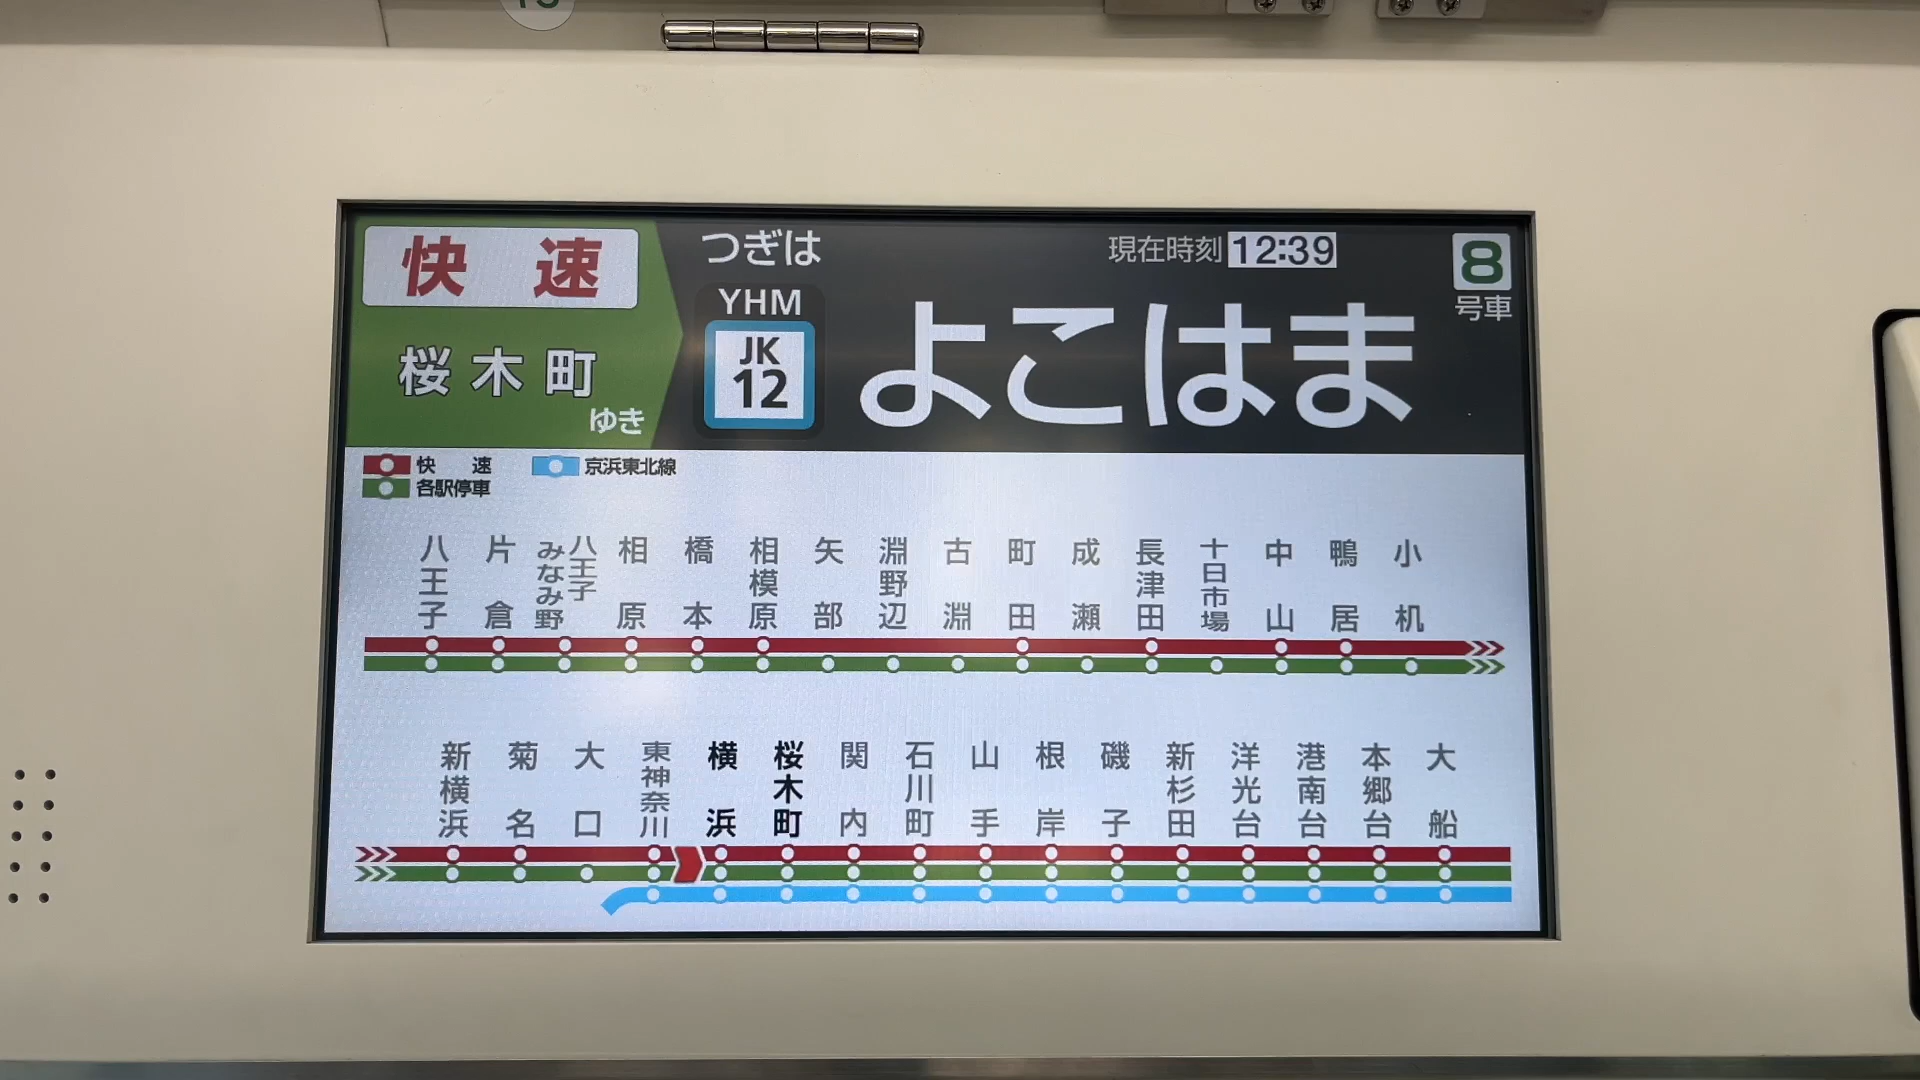 快速
桜木町
ゆき
つぎは
YHM
JK
12
よこはま
現在時刻 12:39
8
号車
快速
各駅停車
京浜東北線
八王子 片倉 八王子みなみ野 相原 橋本 相模原 矢部 淵野辺 古淵 町田 成瀬 長津田 十日市場 中山 鴨居 小机
新横浜 菊名 大口 東神奈川 横浜 桜木町 関内 石川町 山手 根岸 磯子 新杉田 洋光台 港南台 本郷台 大船